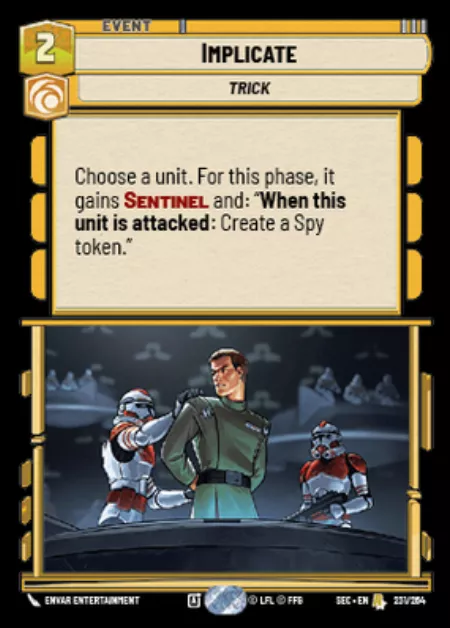 EVENT
2
IMPLICATE
TRICK
Choose a unit. For this phase, it
gains SENTINEL and: “When this
unit is attacked: Create a Spy
token.”
ENVAR ENTERTAINMENT
© LFL © FFG
SEC • EN
231/264